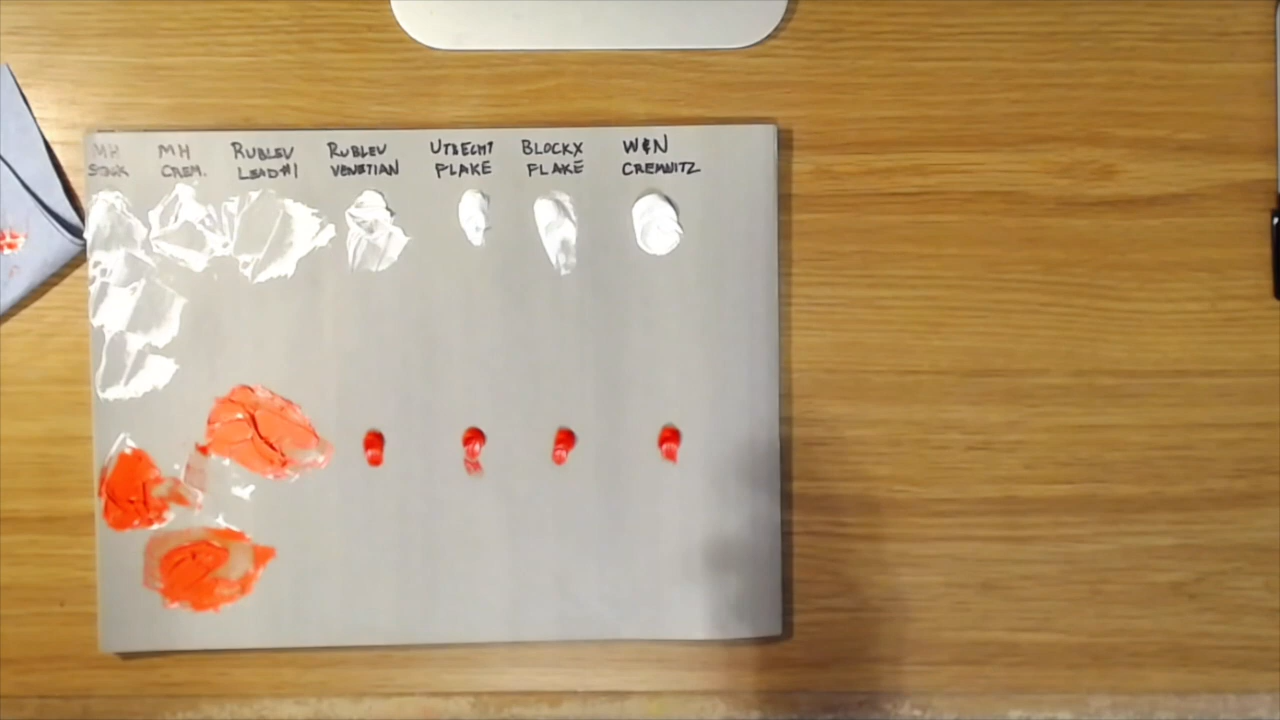 MH MH RUBLEV RUBLEV UTRECHT BLOCKX W&N
STACK CREM. LEAD#1 VENETIAN FLAKE FLAKE CREMNITZ